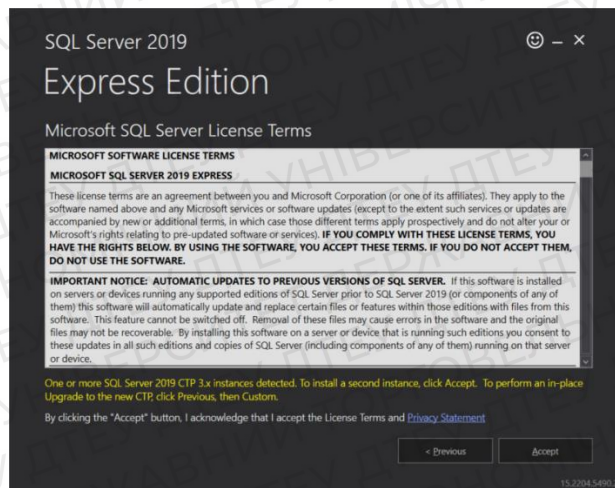 SQL Server 2019
Express Edition
Microsoft SQL Server License Terms
MICROSOFT SOFTWARE LICENSE TERMS
MICROSOFT SQL SERVER 2019 EXPRESS
These license terms are an agreement between you and Microsoft Corporation (or one of its affiliates). They apply to the
software named above and any Microsoft services or software updates (except to the extent such services or updates are
accompanied by new or additional terms, in which case those different terms apply prospectively and do not alter your or
Microsoft's rights relating to pre-updated software or services). IF YOU COMPLY WITH THESE LICENSE TERMS, YOU
HAVE THE RIGHTS BELOW. BY USING THE SOFTWARE, YOU ACCEPT THESE TERMS. IF YOU DO NOT ACCEPT THEM,
DO NOT USE THE SOFTWARE.
IMPORTANT NOTICE: AUTOMATIC UPDATES TO PREVIOUS VERSIONS OF SQL SERVER. If this software is installed
on servers or devices running any supported editions of SQL Server prior to SQL Server 2019 (or components of any of
them) this software will automatically update and replace certain files or features within those editions with files from this
software. This feature cannot be switched off. Removal of these files may cause errors in the software and the original
files may not be recoverable. By installing this software on a server or device that is running such editions you consent to
these updates in all such editions and copies of SQL Server (including components of any of them) running on that server
or device.
One or more SQL Server 2019 CTP 3.x instances detected. To install a second instance, click Accept. To perform an in-place
Upgrade to the new CTP, click Previous, then Custom.
By clicking the "Accept" button, I acknowledge that I accept the License Terms and Privacy Statement
< Previous
Accept
15.2204.5490.